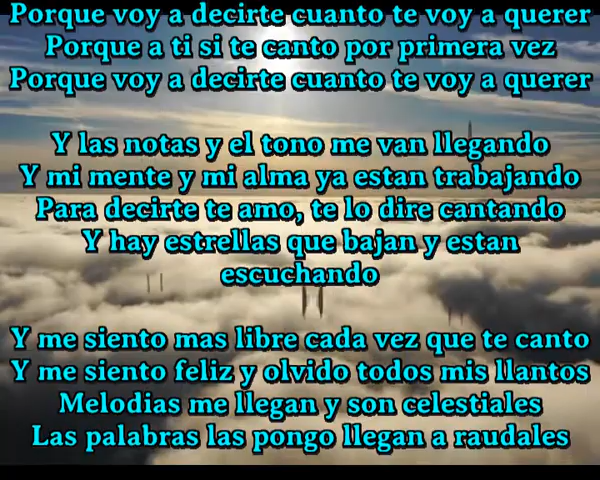 Porque voy a decirte cuanto te voy a querer
Porque a ti si te canto por primera vez
Porque voy a decirte cuanto te voy a querer
Y las notas y el tono me van llegando
Y mi mente y mi alma ya estan trabajando
Para decirte te amo, te lo dire cantando
Y hay estrellas que bajan y estan
escuchando
Y me siento mas libre cada vez que te canto
Y me siento feliz y olvido todos mis llantos
Melodias me llegan y son celestiales
Las palabras las pongo llegan a raudales